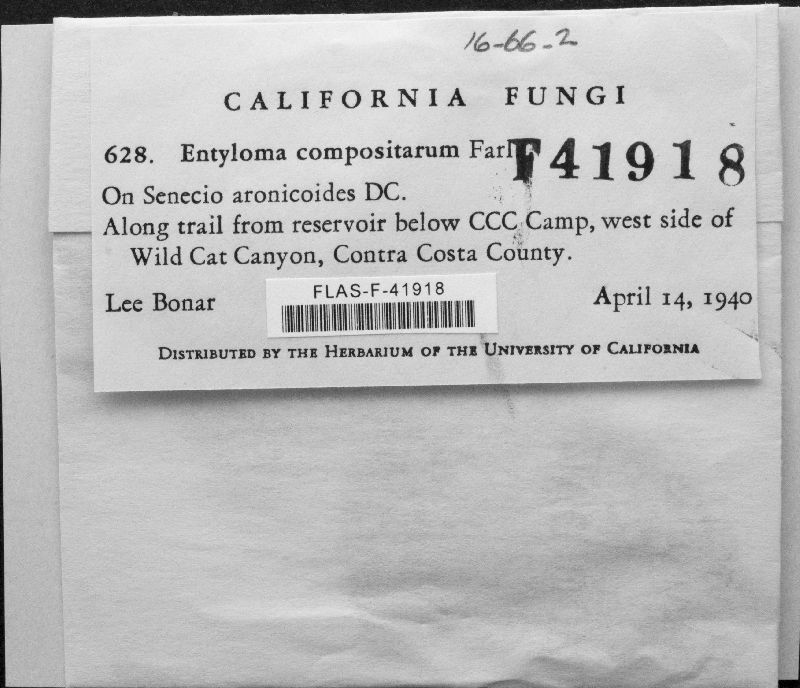 16-66-2
CALIFORNIA FUNGI
628. Entyloma compositarum Farl
F41918
On Senecio aronicoides DC.
Along trail from reservoir below CCC Camp, west side of
Wild Cat Canyon, Contra Costa County.
Lee Bonar
FLAS-F-41918
April 14, 1940
DISTRIBUTED BY THE HERBARIUM OF THE UNIVERSITY OF CALIFORNIA